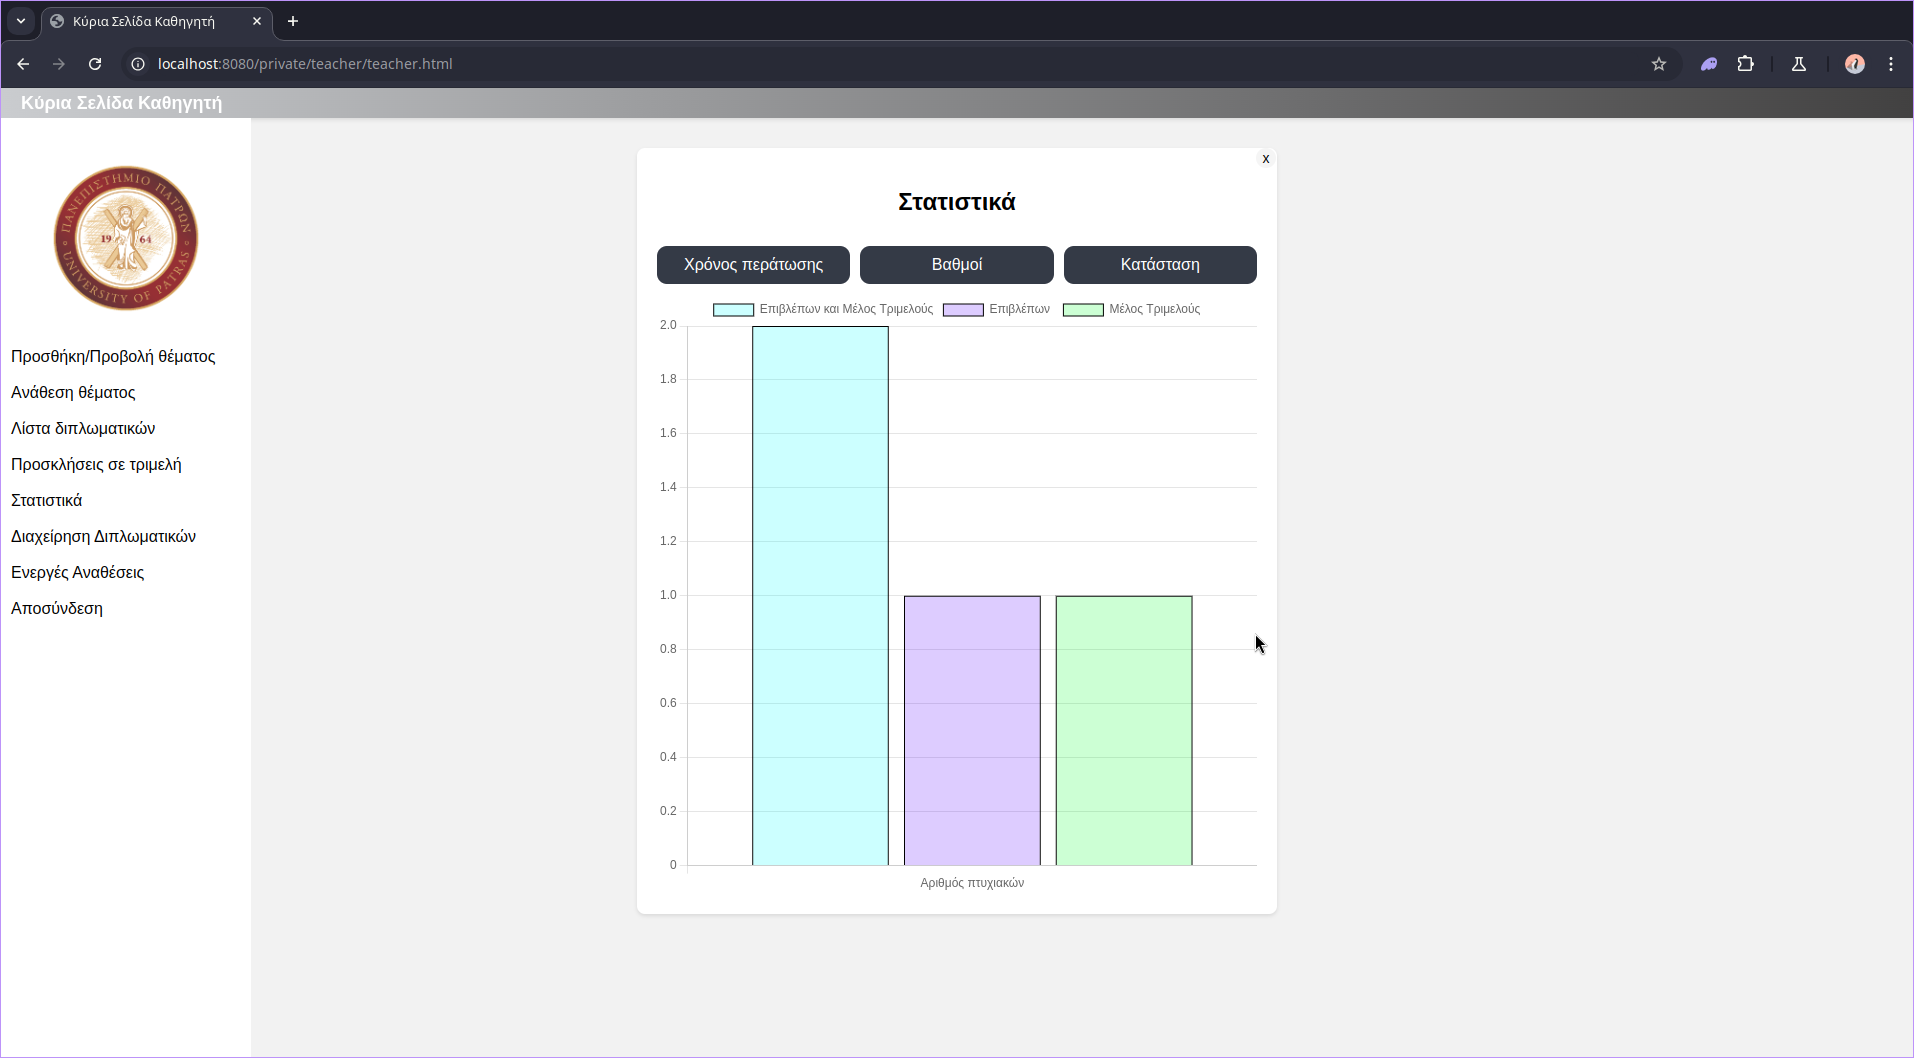 Κύρια Σελίδα Καθηγητή
localhost:8080/private/teacher/teacher.html
Κύρια Σελίδα Καθηγητή
ΠΑΝΕΠΙΣΤΗΜΙΟ ΠΑΤΡΩΝ
19 64
UNIVERSITY OF PATRAS
Προσθήκη/Προβολή θέματος
Ανάθεση θέματος
Λίστα διπλωματικών
Προσκλήσεις σε τριμελή
Στατιστικά
Διαχείρηση Διπλωματικών
Ενεργές Αναθέσεις
Αποσύνδεση
x
Στατιστικά
Χρόνος περάτωσης Βαθμοί Κατάσταση
Επιβλέπων και Μέλος Τριμελούς Επιβλέπων Μέλος Τριμελούς
2.0
1.8
1.6
1.4
1.2
1.0
0.8
0.6
0.4
0.2
0
Αριθμός πτυχιακών